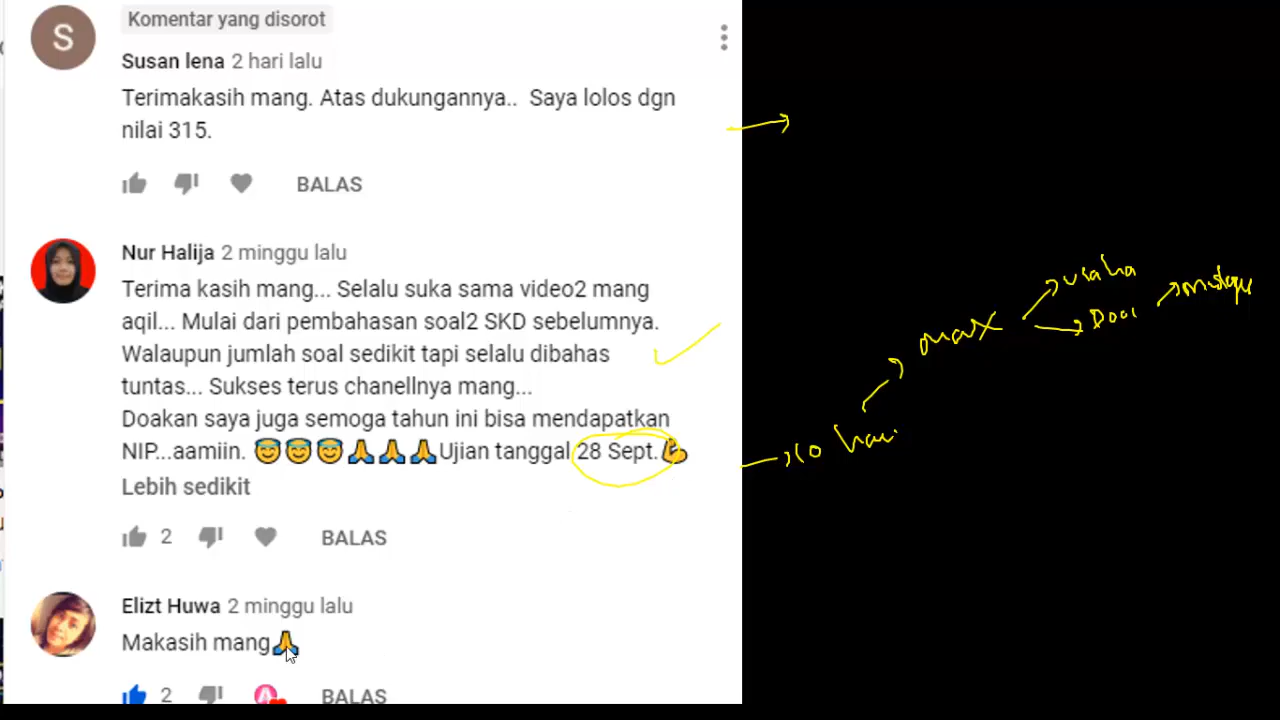 Komentar yang disorot
S
Susan lena 2 hari lalu
Terimakasih mang. Atas dukungannya.. Saya lolos dgn
nilai 315.
BALAS
Nur Halija 2 minggu lalu
Terima kasih mang... Selalu suka sama video2 mang
aqil... Mulai dari pembahasan soal2 SKD sebelumnya.
Walaupun jumlah soal sedikit tapi selalu dibahas
tuntas... Sukses terus chanellnya mang...
Doakan saya juga semoga tahun ini bisa mendapatkan
NIP...aamiin. 😇😇😇🙏🙏🙏Ujian tanggal 28 Sept.💪
Lebih sedikit
2 BALAS
Elizt Huwa 2 minggu lalu
Makasih mang🙏
2 BALAS
10 hari
max
usaha
Doa